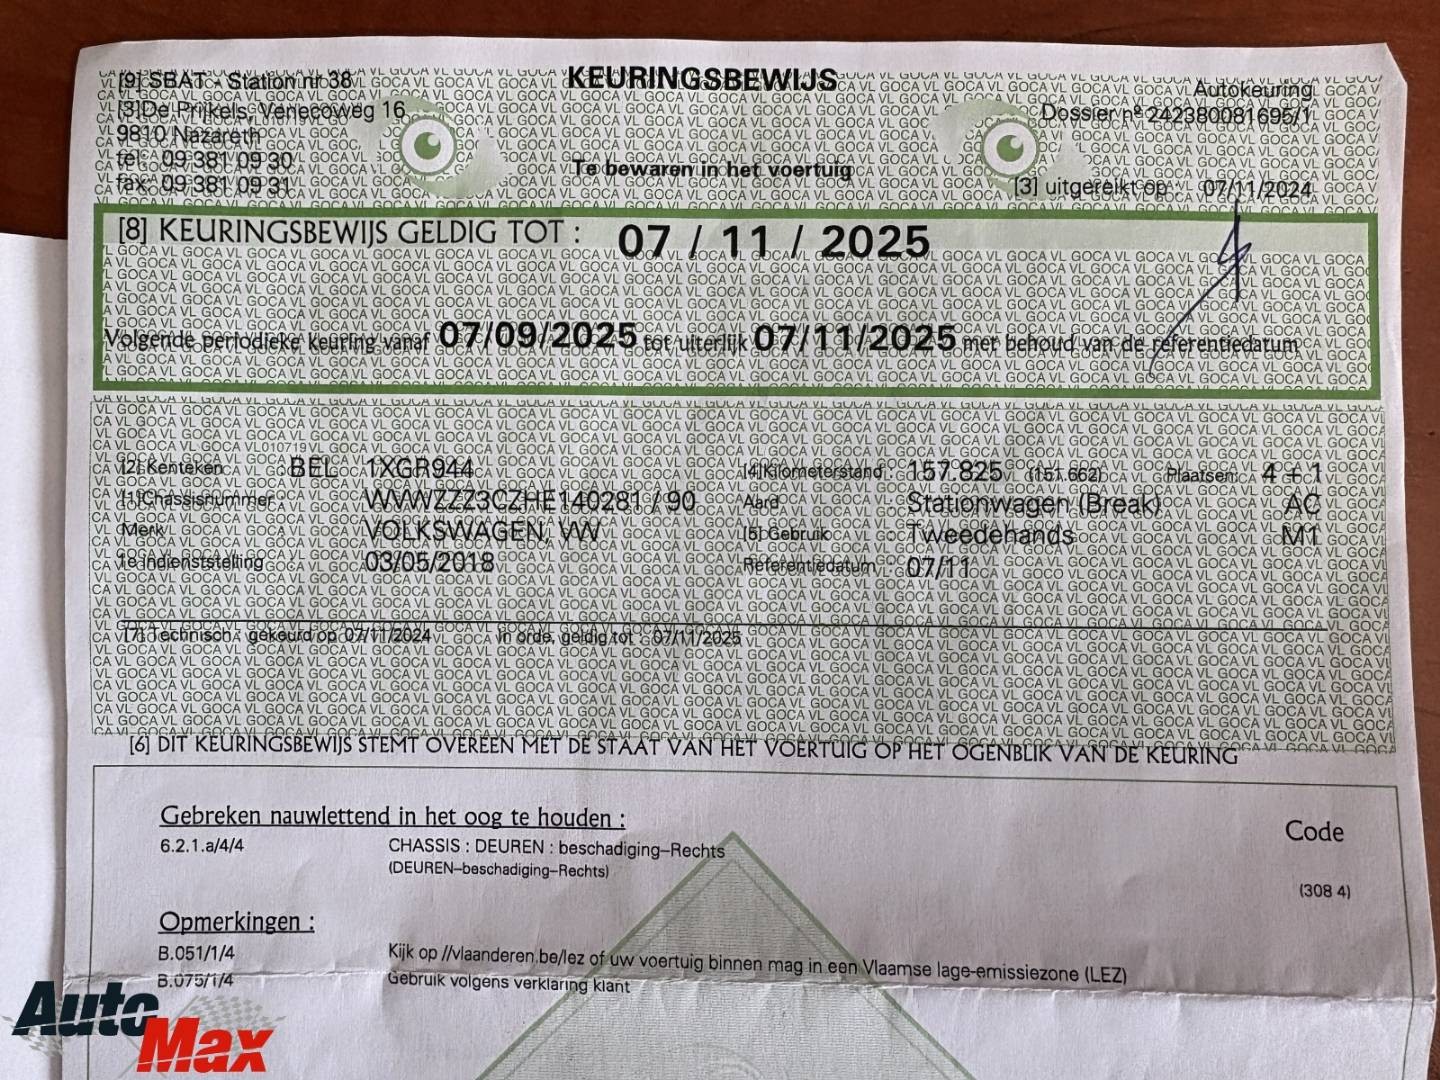 [9] SBAT - Station nr 38
KEURINGSBEWIJS
Autokeuring
[3]De Prijkels, Venecoweg 16
Dossier nº 242380081695/1
9810 Nazareth
tel : 09 381 09 30
Te bewaren in het voertuig
fax: 09 381 09 31
[3] uitgereikt op : 07/11/2024
[8] KEURINGSBEWIJS GELDIG TOT : 07 / 11 / 2025
Volgende periodieke keuring vanaf 07/09/2025 tot uiterlijk 07/11/2025 met behoud van de referentiedatum
[2] Kenteken BEL 1XGR944
[4]Kilometerstand : 157.825 (151.662) Plaatsen: 4 + 1
[1]Chassisnummer : WVWZZZ3CZHE140281 / 90
Aard : Stationwagen (Break) AC
Merk VOLKSWAGEN, VW
[5] Gebruik : Tweedehands M1
1e Indienststelling : 03/05/2018
Referentiedatum : 07/11
[7] Technisch : gekeurd op 07/11/2024 In orde, geldig tot : 07/11/2025
[6] DIT KEURINGSBEWIJS STEMT OVEREEN MET DE STAAT VAN HET VOERTUIG OP HET OGENBLIK VAN DE KEURING
Gebreken nauwlettend in het oog te houden :
Code
6.2.1.a/4/4 CHASSIS : DEUREN : beschadiging–Rechts
(DEUREN–beschadiging–Rechts)
(308 4)
Opmerkingen :
B.051/1/4 Kijk op //vlaanderen.be/lez of uw voertuig binnen mag in een Vlaamse lage-emissiezone (LEZ)
B.075/1/4 Gebruik volgens verklaring klant
Auto
Max